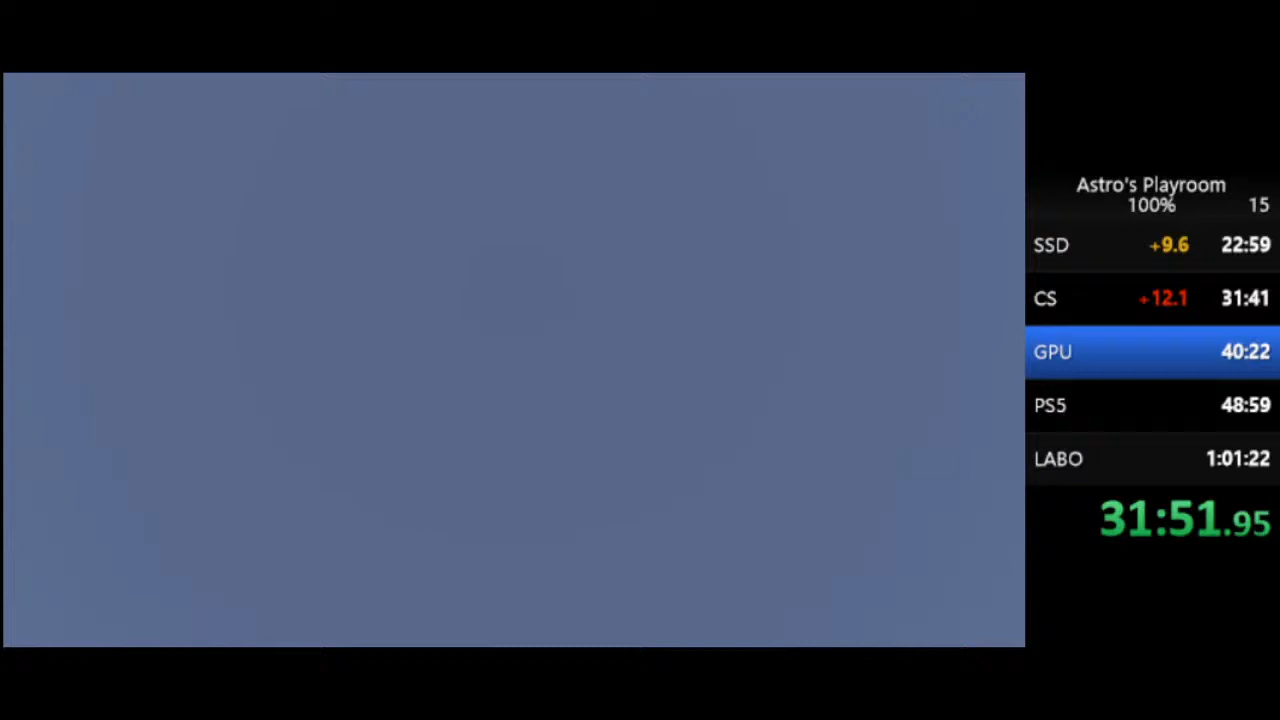 Astro's Playroom
100% 15
SSD +9.6 22:59
CS +12.1 31:41
GPU 40:22
PS5 48:59
LABO 1:01:22
31:51.95